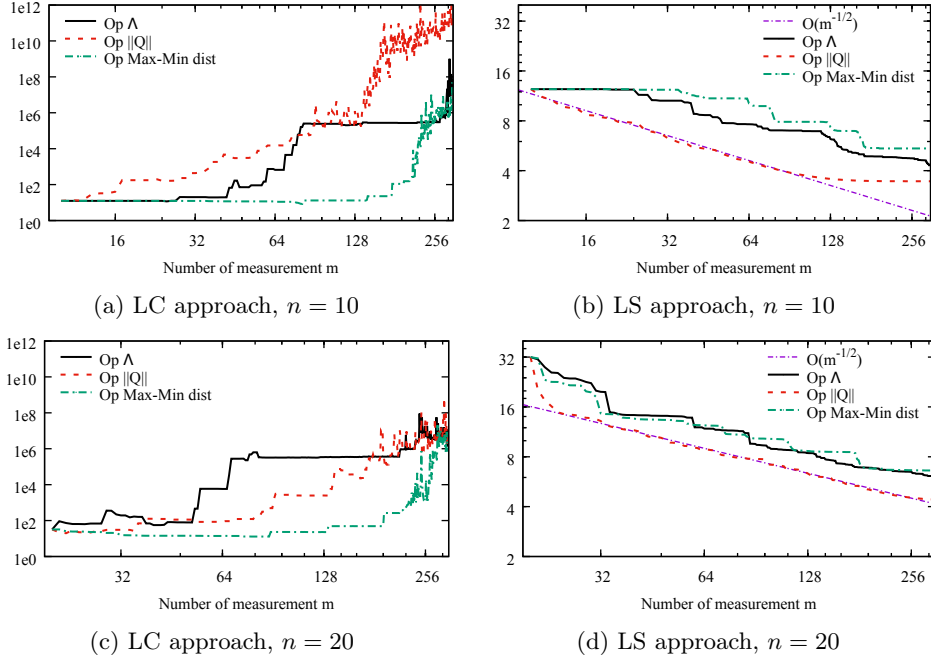 1e12
1e10
1e8
1e6
1e4
1e2
1e0
Op Λ
Op ||Q||
Op Max-Min dist
16 32 64 128 256
Number of measurement m
(a) LC approach, n = 10
32
16
8
4
2
O(m^{-1/2})
Op Λ
Op ||Q||
Op Max-Min dist
16 32 64 128 256
Number of measurement m
(b) LS approach, n = 10
1e12
1e10
1e8
1e6
1e4
1e2
1e0
Op Λ
Op ||Q||
Op Max-Min dist
32 64 128 256
Number of measurement m
(c) LC approach, n = 20
32
16
8
4
2
O(m^{-1/2})
Op Λ
Op ||Q||
Op Max-Min dist
32 64 128 256
Number of measurement m
(d) LS approach, n = 20